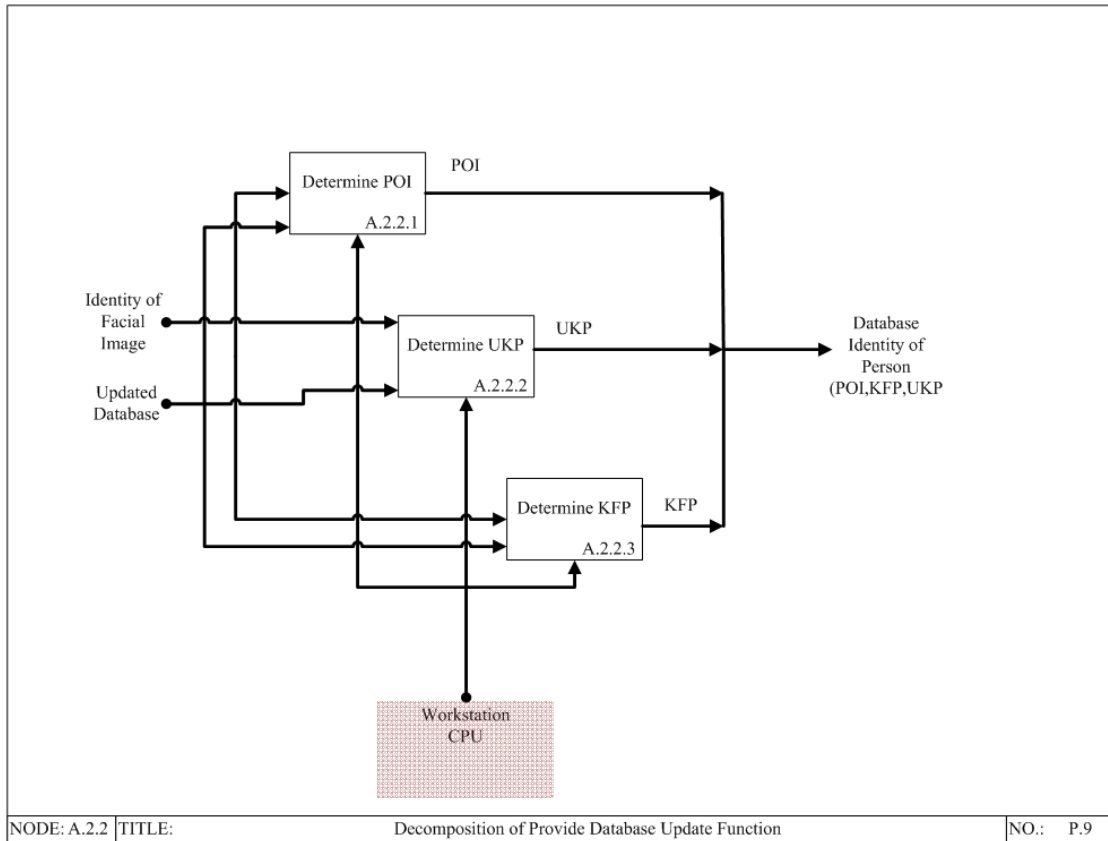 Determine POI
A.2.2.1
POI
Identity of
Facial
Image
Updated
Database
Determine UKP
A.2.2.2
UKP
Database
Identity of
Person
(POI,KFP,UKP
Determine KFP
A.2.2.3
KFP
Workstation
CPU
NODE: A.2.2 TITLE: Decomposition of Provide Database Update Function NO.: P.9